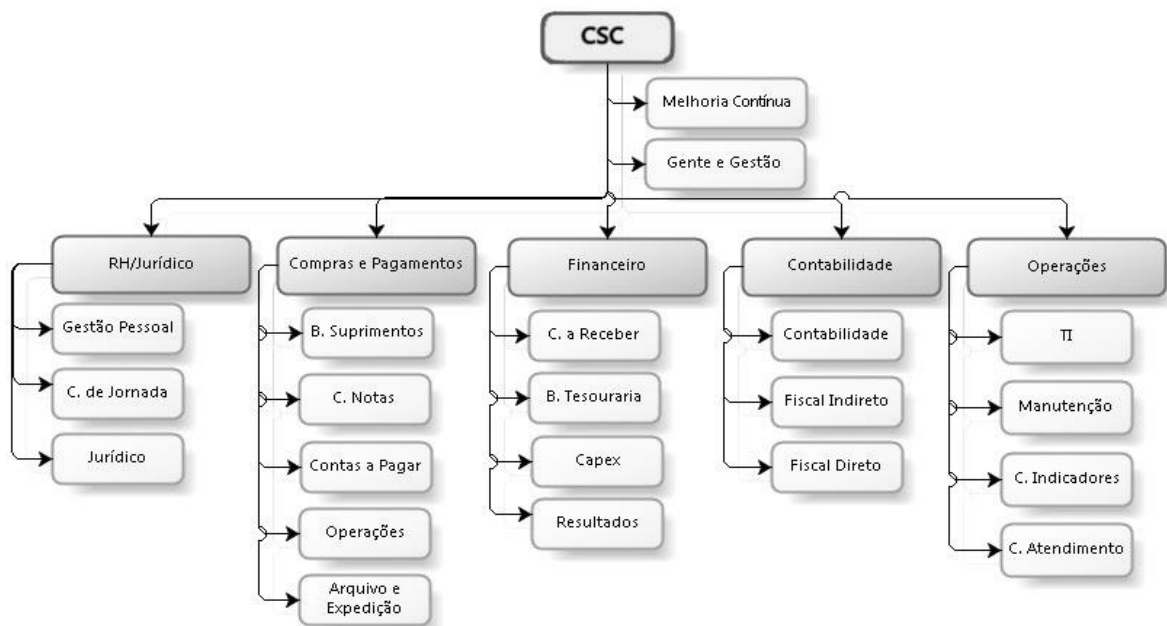 CSC
Melhoria Contínua
Gente e Gestão
RH/Jurídico
Gestão Pessoal
C. de Jornada
Jurídico
Compras e Pagamentos
B. Suprimentos
C. Notas
Contas a Pagar
Operações
Arquivo e
Expedição
Financeiro
C. a Receber
B. Tesouraria
Capex
Resultados
Contabilidade
Contabilidade
Fiscal Indireto
Fiscal Direto
Operações
TI
Manutenção
C. Indicadores
C. Atendimento